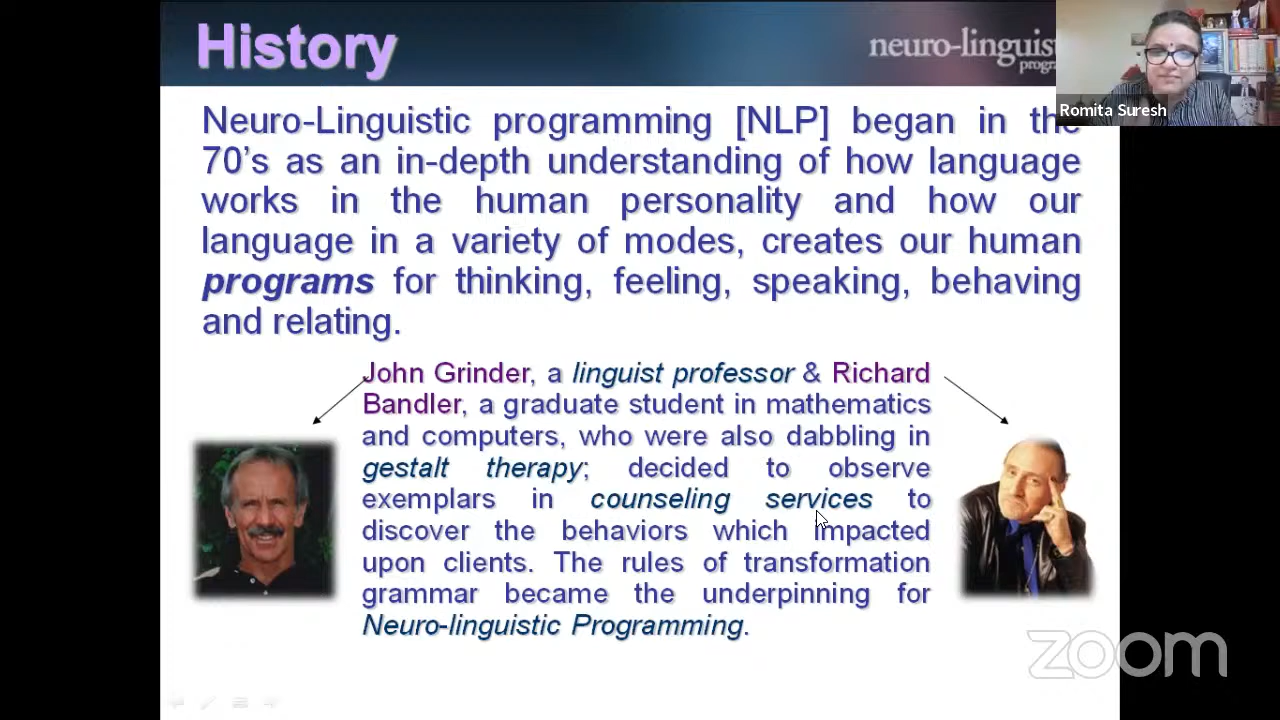 History
neuro-linguist
progra
Romita Suresh
Neuro-Linguistic programming [NLP] began in the
70's as an in-depth understanding of how language
works in the human personality and how our
language in a variety of modes, creates our human
programs for thinking, feeling, speaking, behaving
and relating.
John Grinder, a linguist professor & Richard
Bandler, a graduate student in mathematics
and computers, who were also dabbling in
gestalt therapy; decided to observe
exemplars in counseling services to
discover the behaviors which impacted
upon clients. The rules of transformation
grammar became the underpinning for
Neuro-linguistic Programming.
zoom